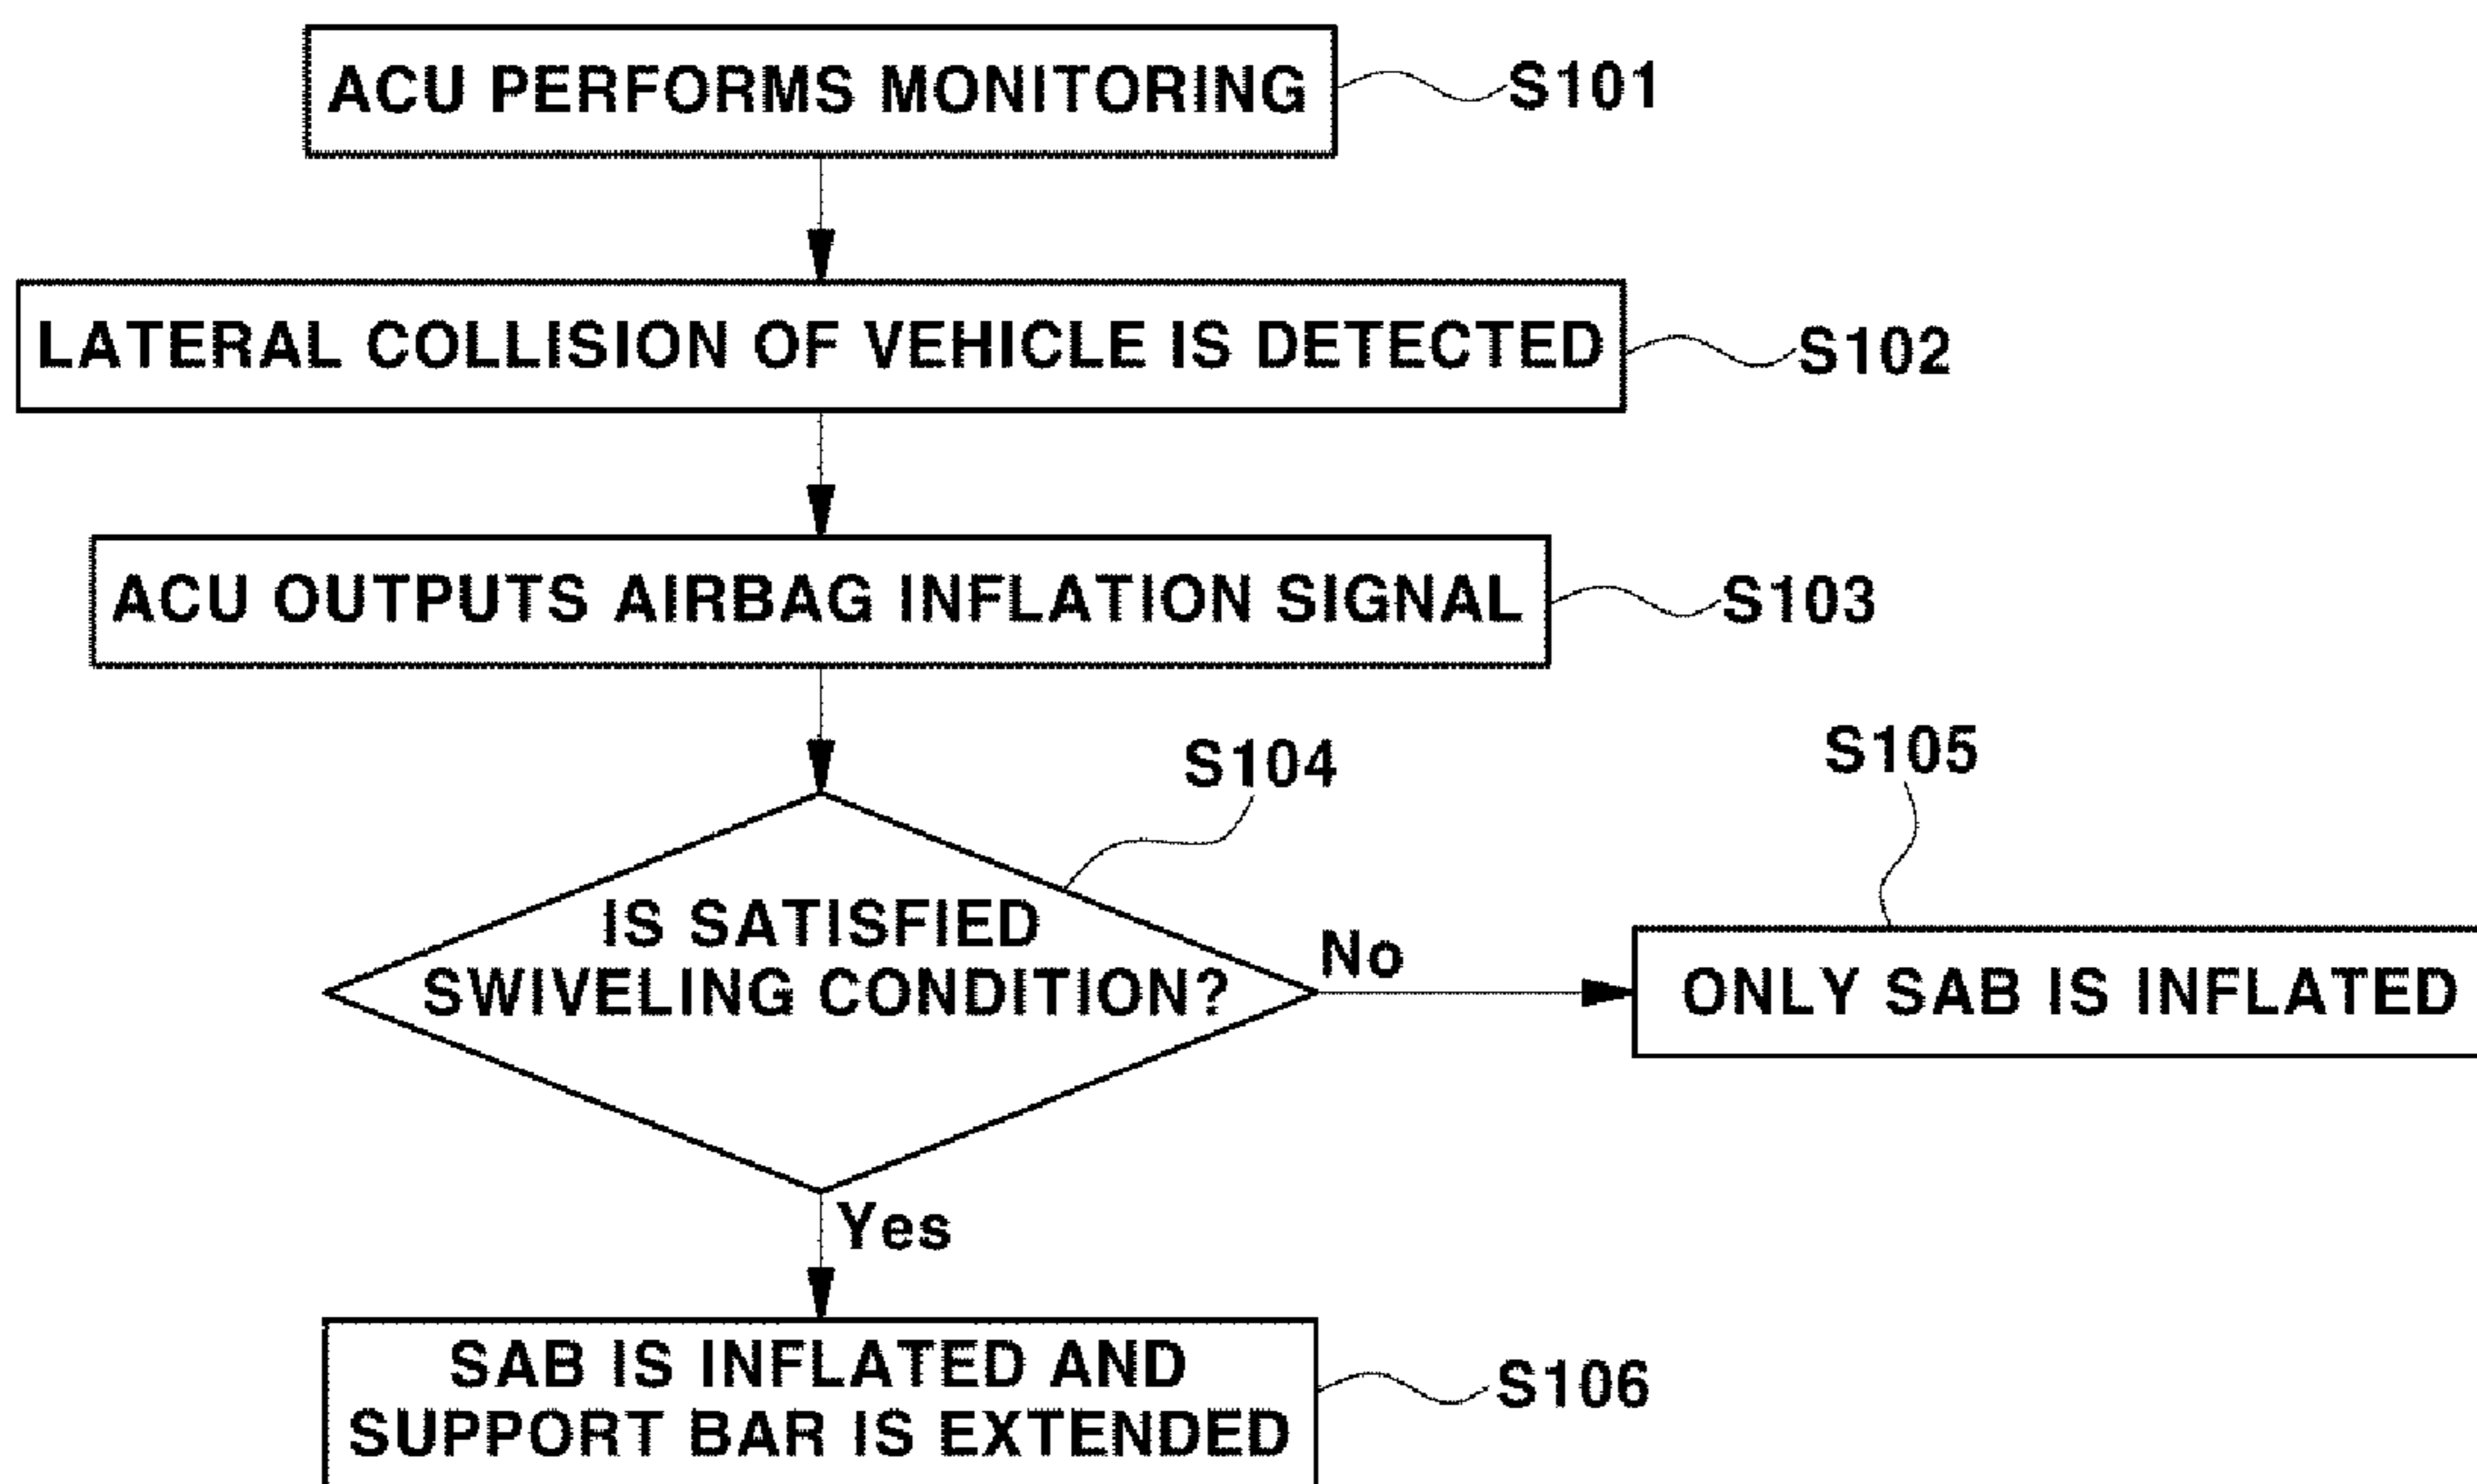 ACU PERFORMS MONITORING
S101
LATERAL COLLISION OF VEHICLE IS DETECTED
S102
ACU OUTPUTS AIRBAG INFLATION SIGNAL
S103
S104
S105
IS SATISFIED
SWIVELING CONDITION?
No
ONLY SAB IS INFLATED
Yes
SAB IS INFLATED AND
SUPPORT BAR IS EXTENDED
S106